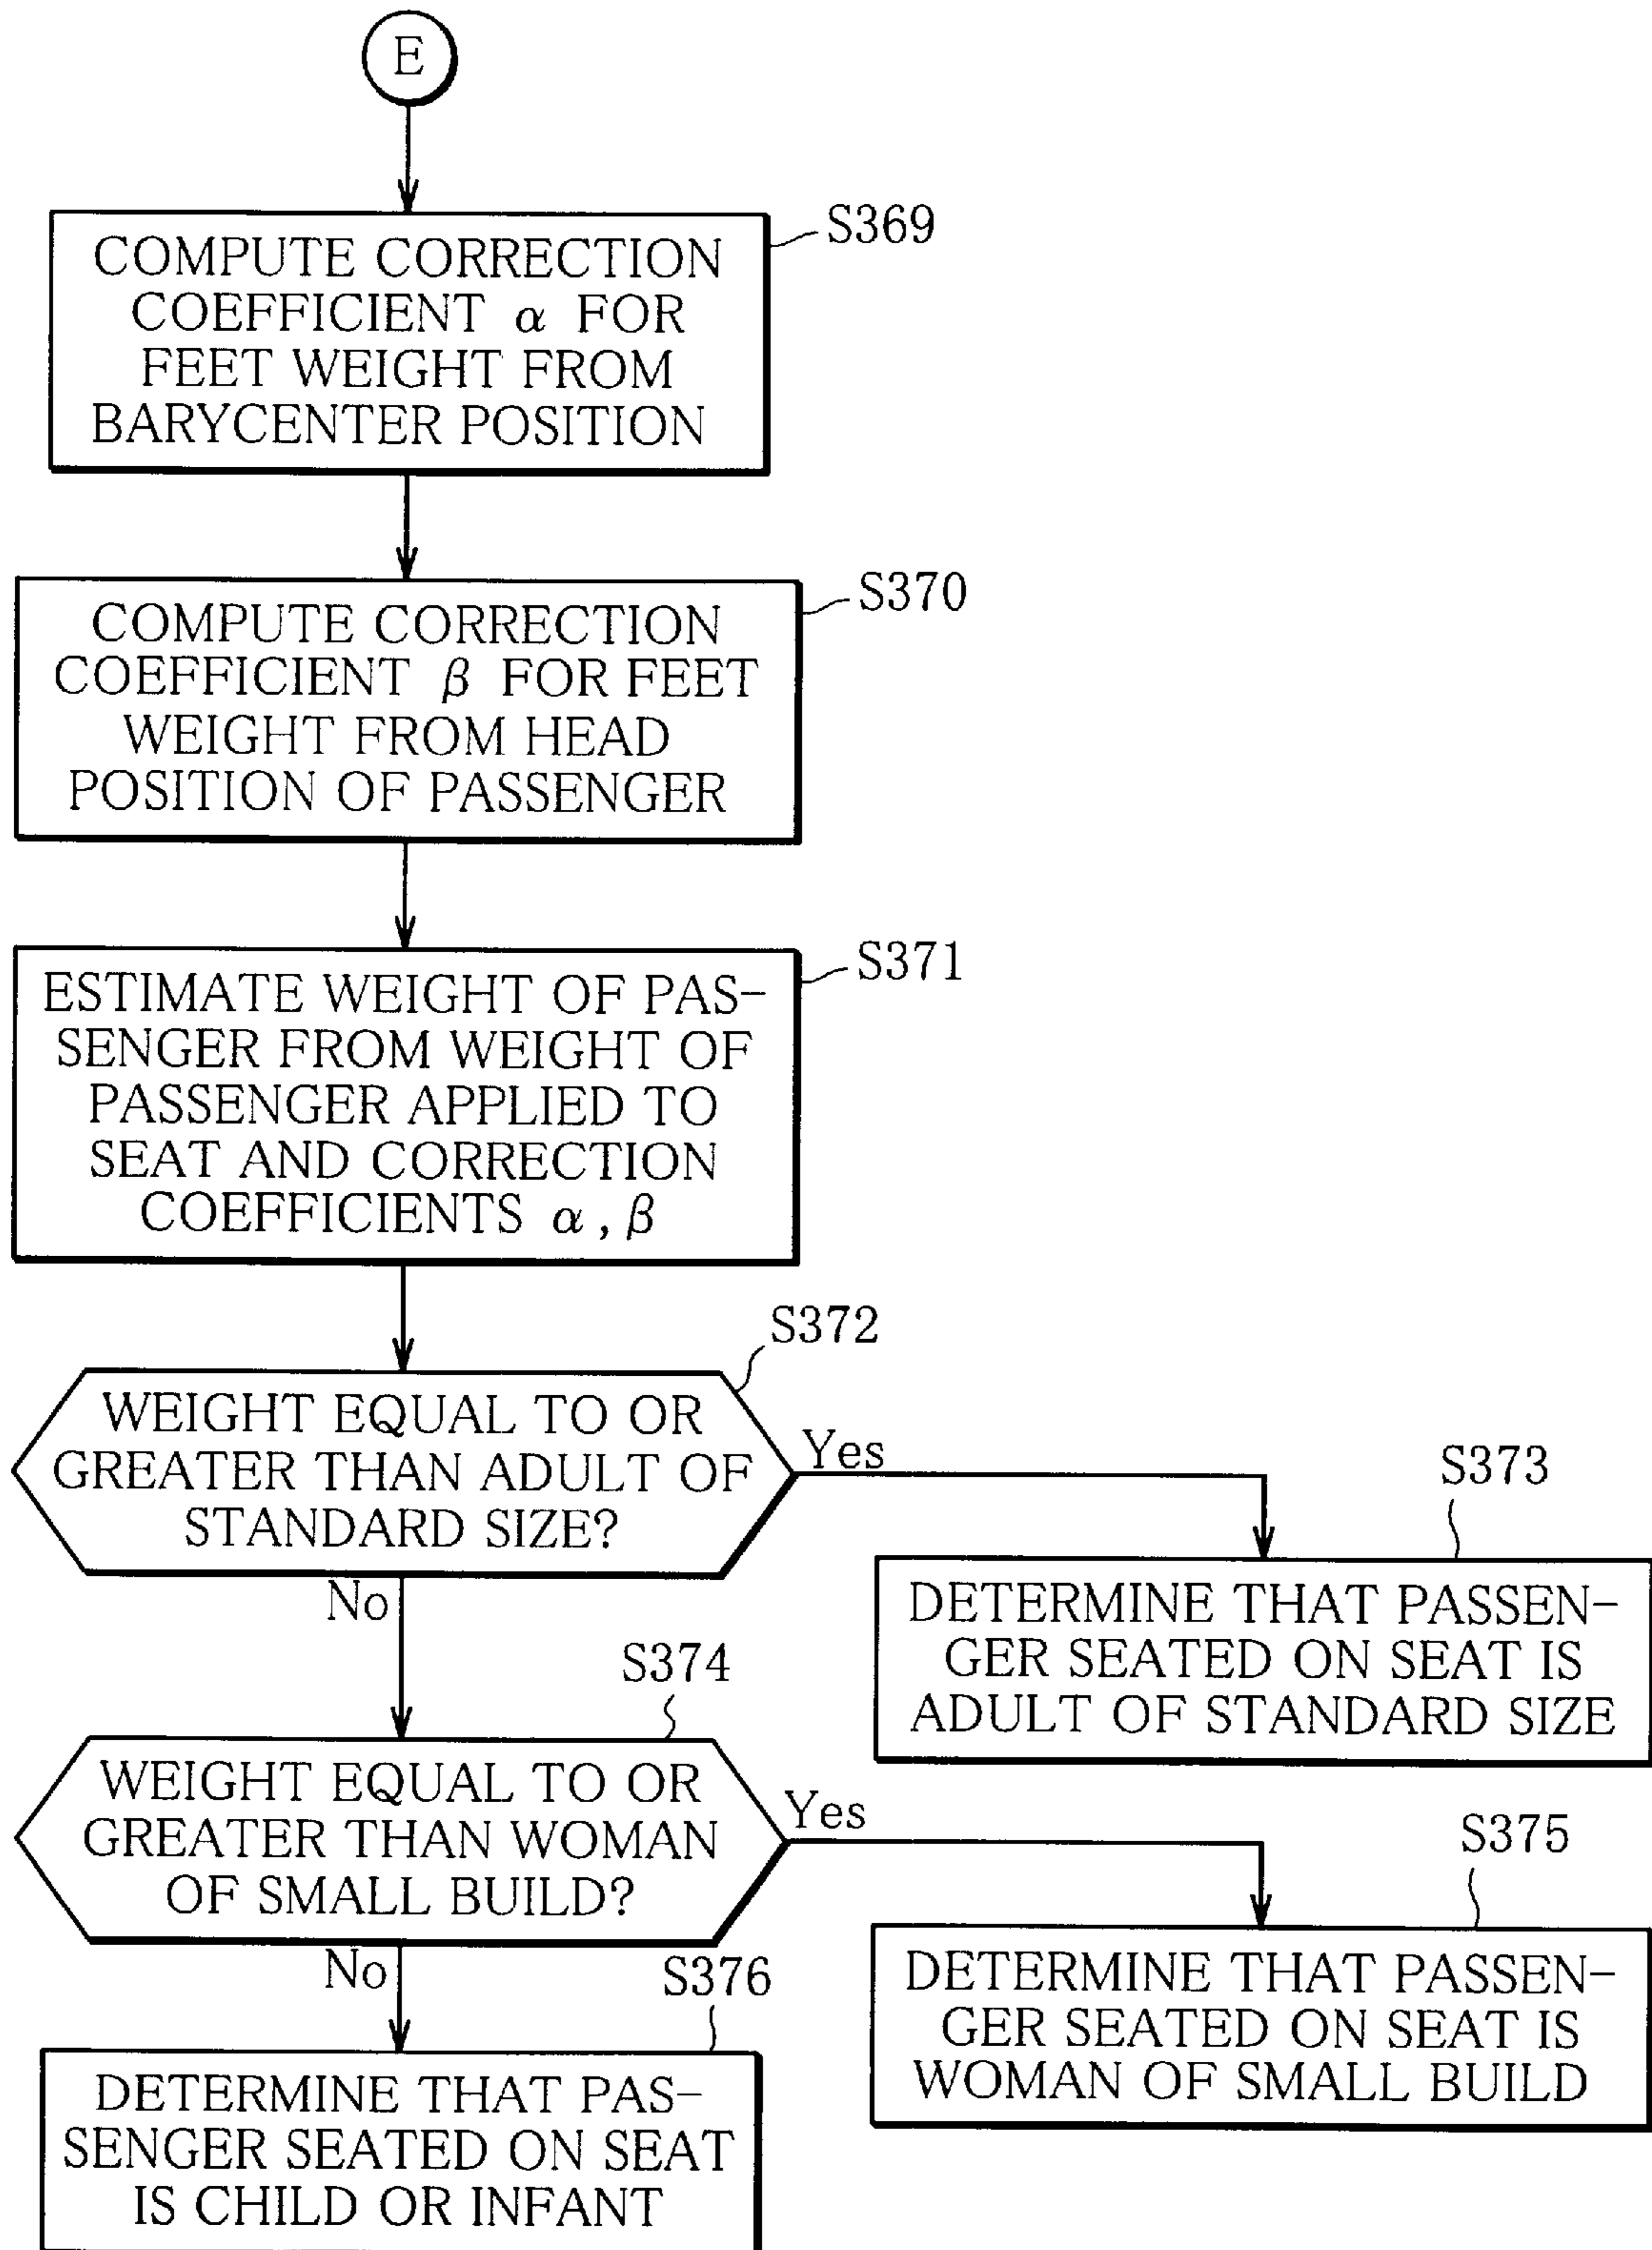 E
S369
COMPUTE CORRECTION
COEFFICIENT α FOR
FEET WEIGHT FROM
BARYCENTER POSITION
S370
COMPUTE CORRECTION
COEFFICIENT β FOR FEET
WEIGHT FROM HEAD
POSITION OF PASSENGER
S371
ESTIMATE WEIGHT OF PAS-
SENGER FROM WEIGHT OF
PASSENGER APPLIED TO
SEAT AND CORRECTION
COEFFICIENTS α, β
S372
WEIGHT EQUAL TO OR
GREATER THAN ADULT OF
STANDARD SIZE?
Yes
S373
DETERMINE THAT PASSEN-
GER SEATED ON SEAT IS
ADULT OF STANDARD SIZE
No
S374
WEIGHT EQUAL TO OR
GREATER THAN WOMAN
OF SMALL BUILD?
Yes
S375
DETERMINE THAT PASSEN-
GER SEATED ON SEAT IS
WOMAN OF SMALL BUILD
No
S376
DETERMINE THAT PAS-
SENGER SEATED ON SEAT
IS CHILD OR INFANT